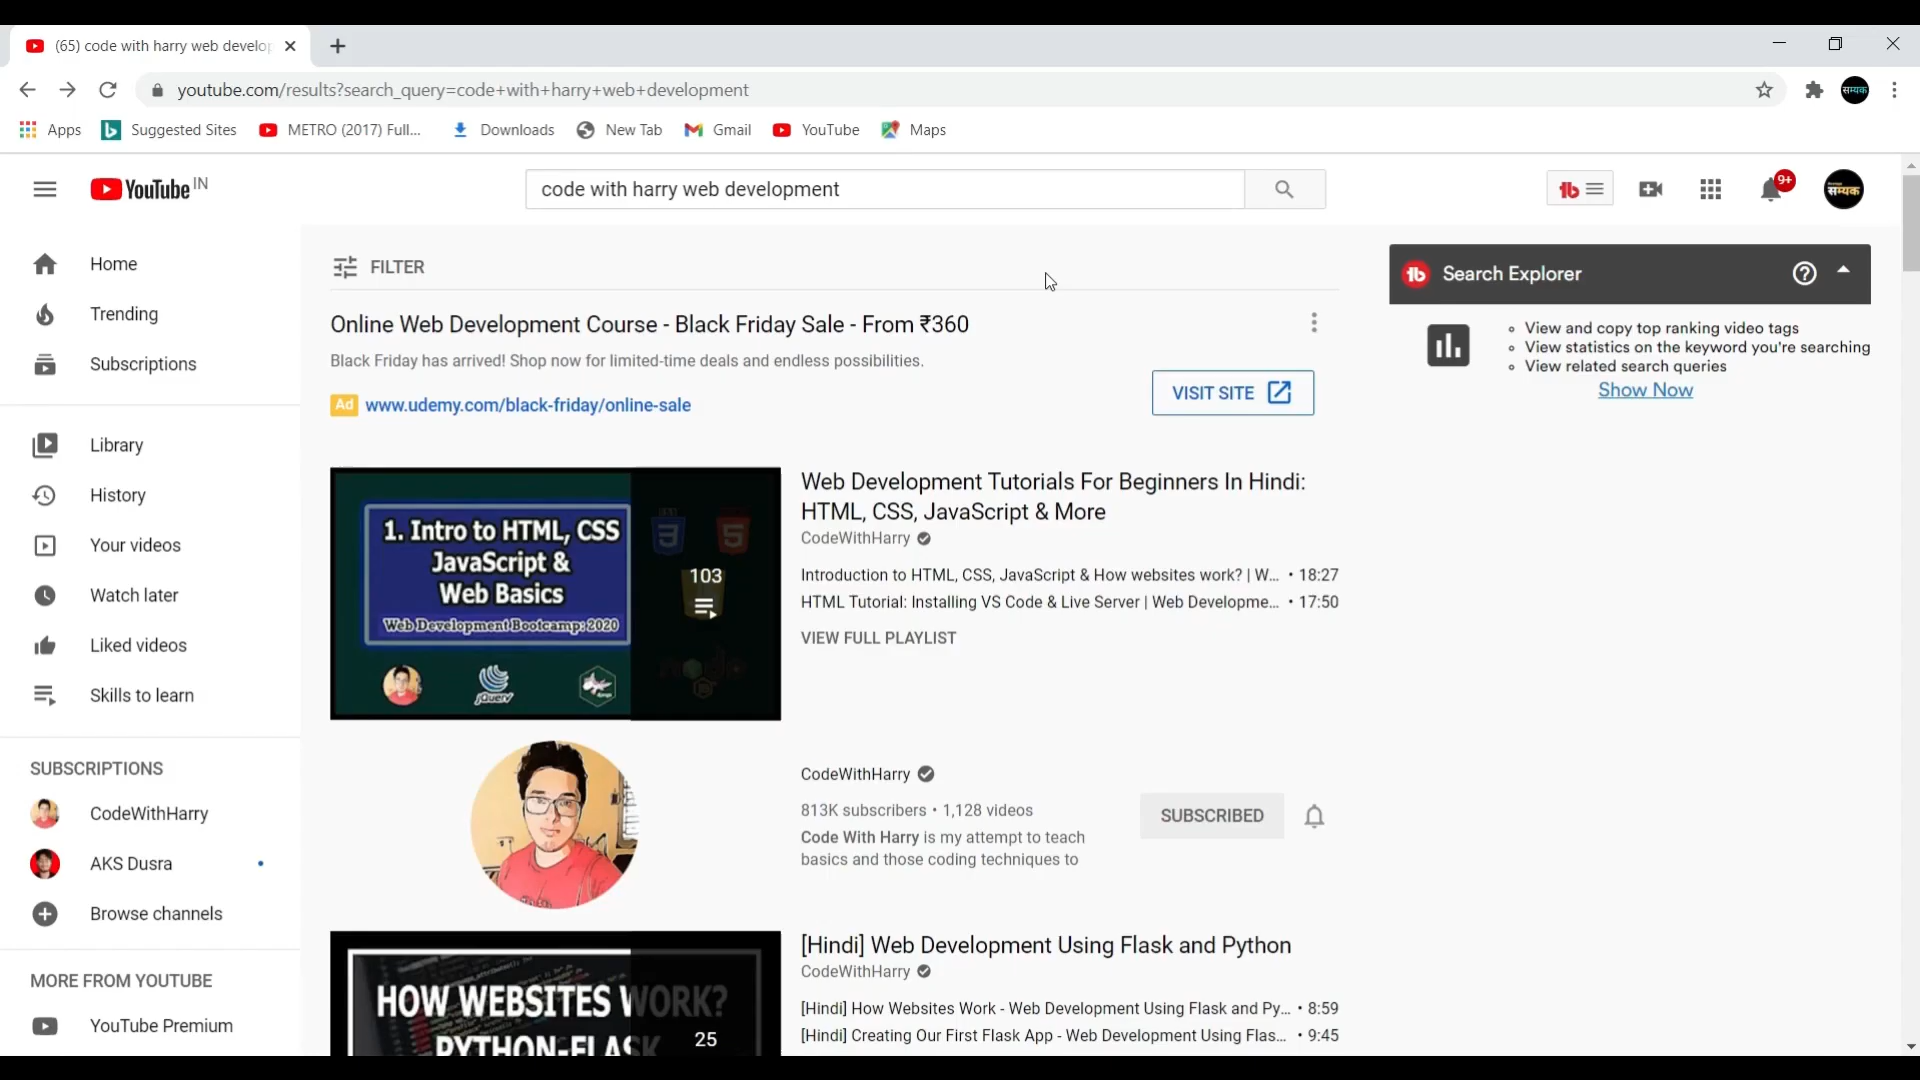 (65) code with harry web develop
youtube.com/results?search_query=code+with+harry+web+development
सम्यक
Apps
Suggested Sites
METRO (2017) Full...
Downloads
New Tab
Gmail
YouTube
Maps
YouTube IN
code with harry web development
9+
सम्यक
Home
Trending
Subscriptions
Library
History
Your videos
Watch later
Liked videos
Skills to learn
SUBSCRIPTIONS
CodeWithHarry
AKS Dusra
Browse channels
MORE FROM YOUTUBE
YouTube Premium
FILTER
Online Web Development Course - Black Friday Sale - From ₹360
Black Friday has arrived! Shop now for limited-time deals and endless possibilities.
Ad www.udemy.com/black-friday/online-sale
VISIT SITE
1. Intro to HTML, CSS
JavaScript &
Web Basics
Web Development Bootcamp: 2020
jQuery
103
Web Development Tutorials For Beginners In Hindi:
HTML, CSS, JavaScript & More
CodeWithHarry
Introduction to HTML, CSS, JavaScript & How websites work? | W... • 18:27
HTML Tutorial: Installing VS Code & Live Server | Web Developme... • 17:50
VIEW FULL PLAYLIST
CodeWithHarry
813K subscribers • 1,128 videos
Code With Harry is my attempt to teach
basics and those coding techniques to
SUBSCRIBED
HOW WEBSITES WORK?
PYTHON-FLASK
25
[Hindi] Web Development Using Flask and Python
CodeWithHarry
[Hindi] How Websites Work - Web Development Using Flask and Py... • 8:59
[Hindi] Creating Our First Flask App - Web Development Using Flas... • 9:45
Search Explorer
View and copy top ranking video tags
View statistics on the keyword you're searching
View related search queries
Show Now